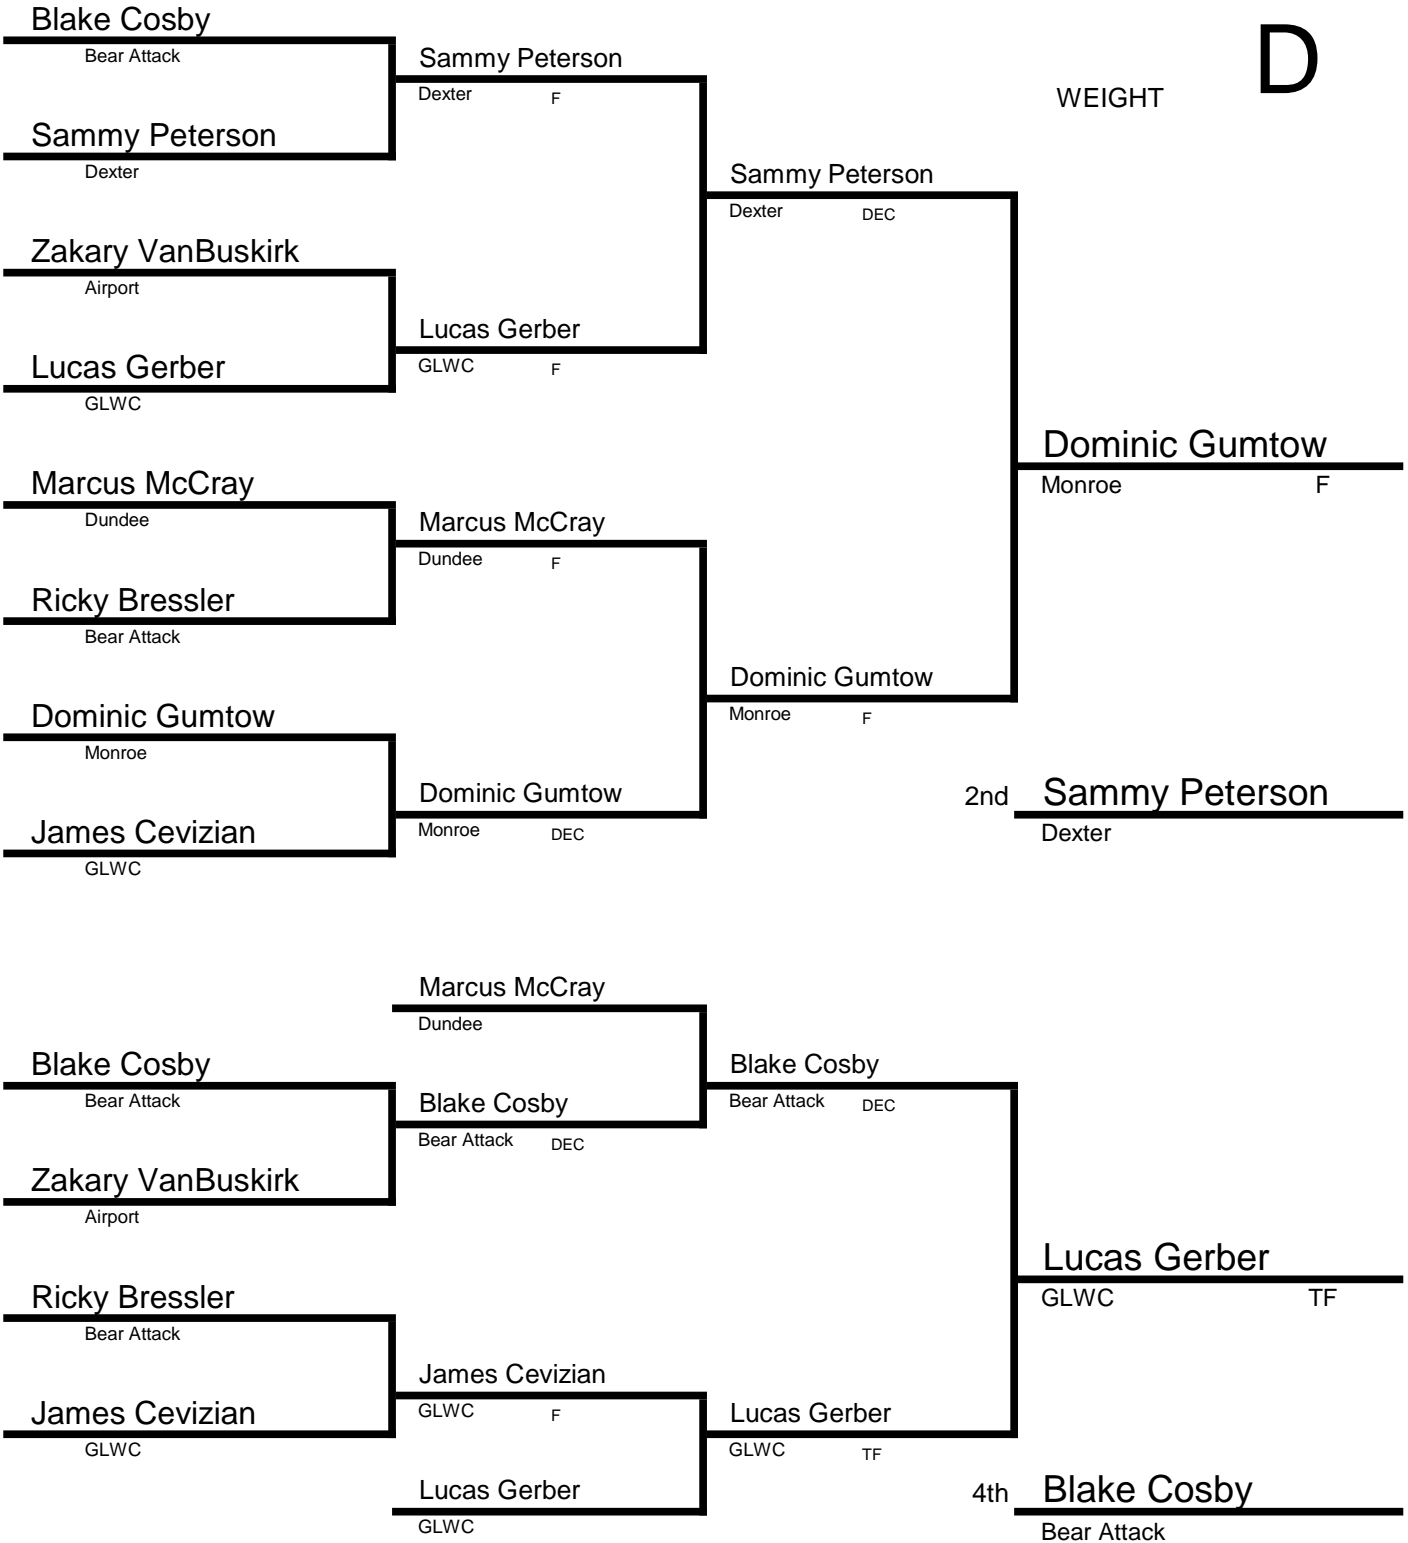 Blake Cosby
Bear Attack
Sammy Peterson
Dexter F
D
WEIGHT
Sammy Peterson
Dexter
Sammy Peterson
Dexter DEC
Zakary VanBuskirk
Airport
Lucas Gerber
GLWC F
Lucas Gerber
GLWC
Dominic Gumtow
Monroe F
Marcus McCray
Dundee
Marcus McCray
Dundee F
Ricky Bressler
Bear Attack
Dominic Gumtow
Monroe F
Dominic Gumtow
Monroe
Dominic Gumtow
Monroe DEC
2nd Sammy Peterson
Dexter
James Cevizian
GLWC
Marcus McCray
Dundee
Blake Cosby
Bear Attack
Blake Cosby
Bear Attack DEC
Blake Cosby
Bear Attack DEC
Zakary VanBuskirk
Airport
Lucas Gerber
GLWC TF
Ricky Bressler
Bear Attack
James Cevizian
GLWC F
James Cevizian
GLWC
Lucas Gerber
GLWC TF
Lucas Gerber
GLWC
4th Blake Cosby
Bear Attack